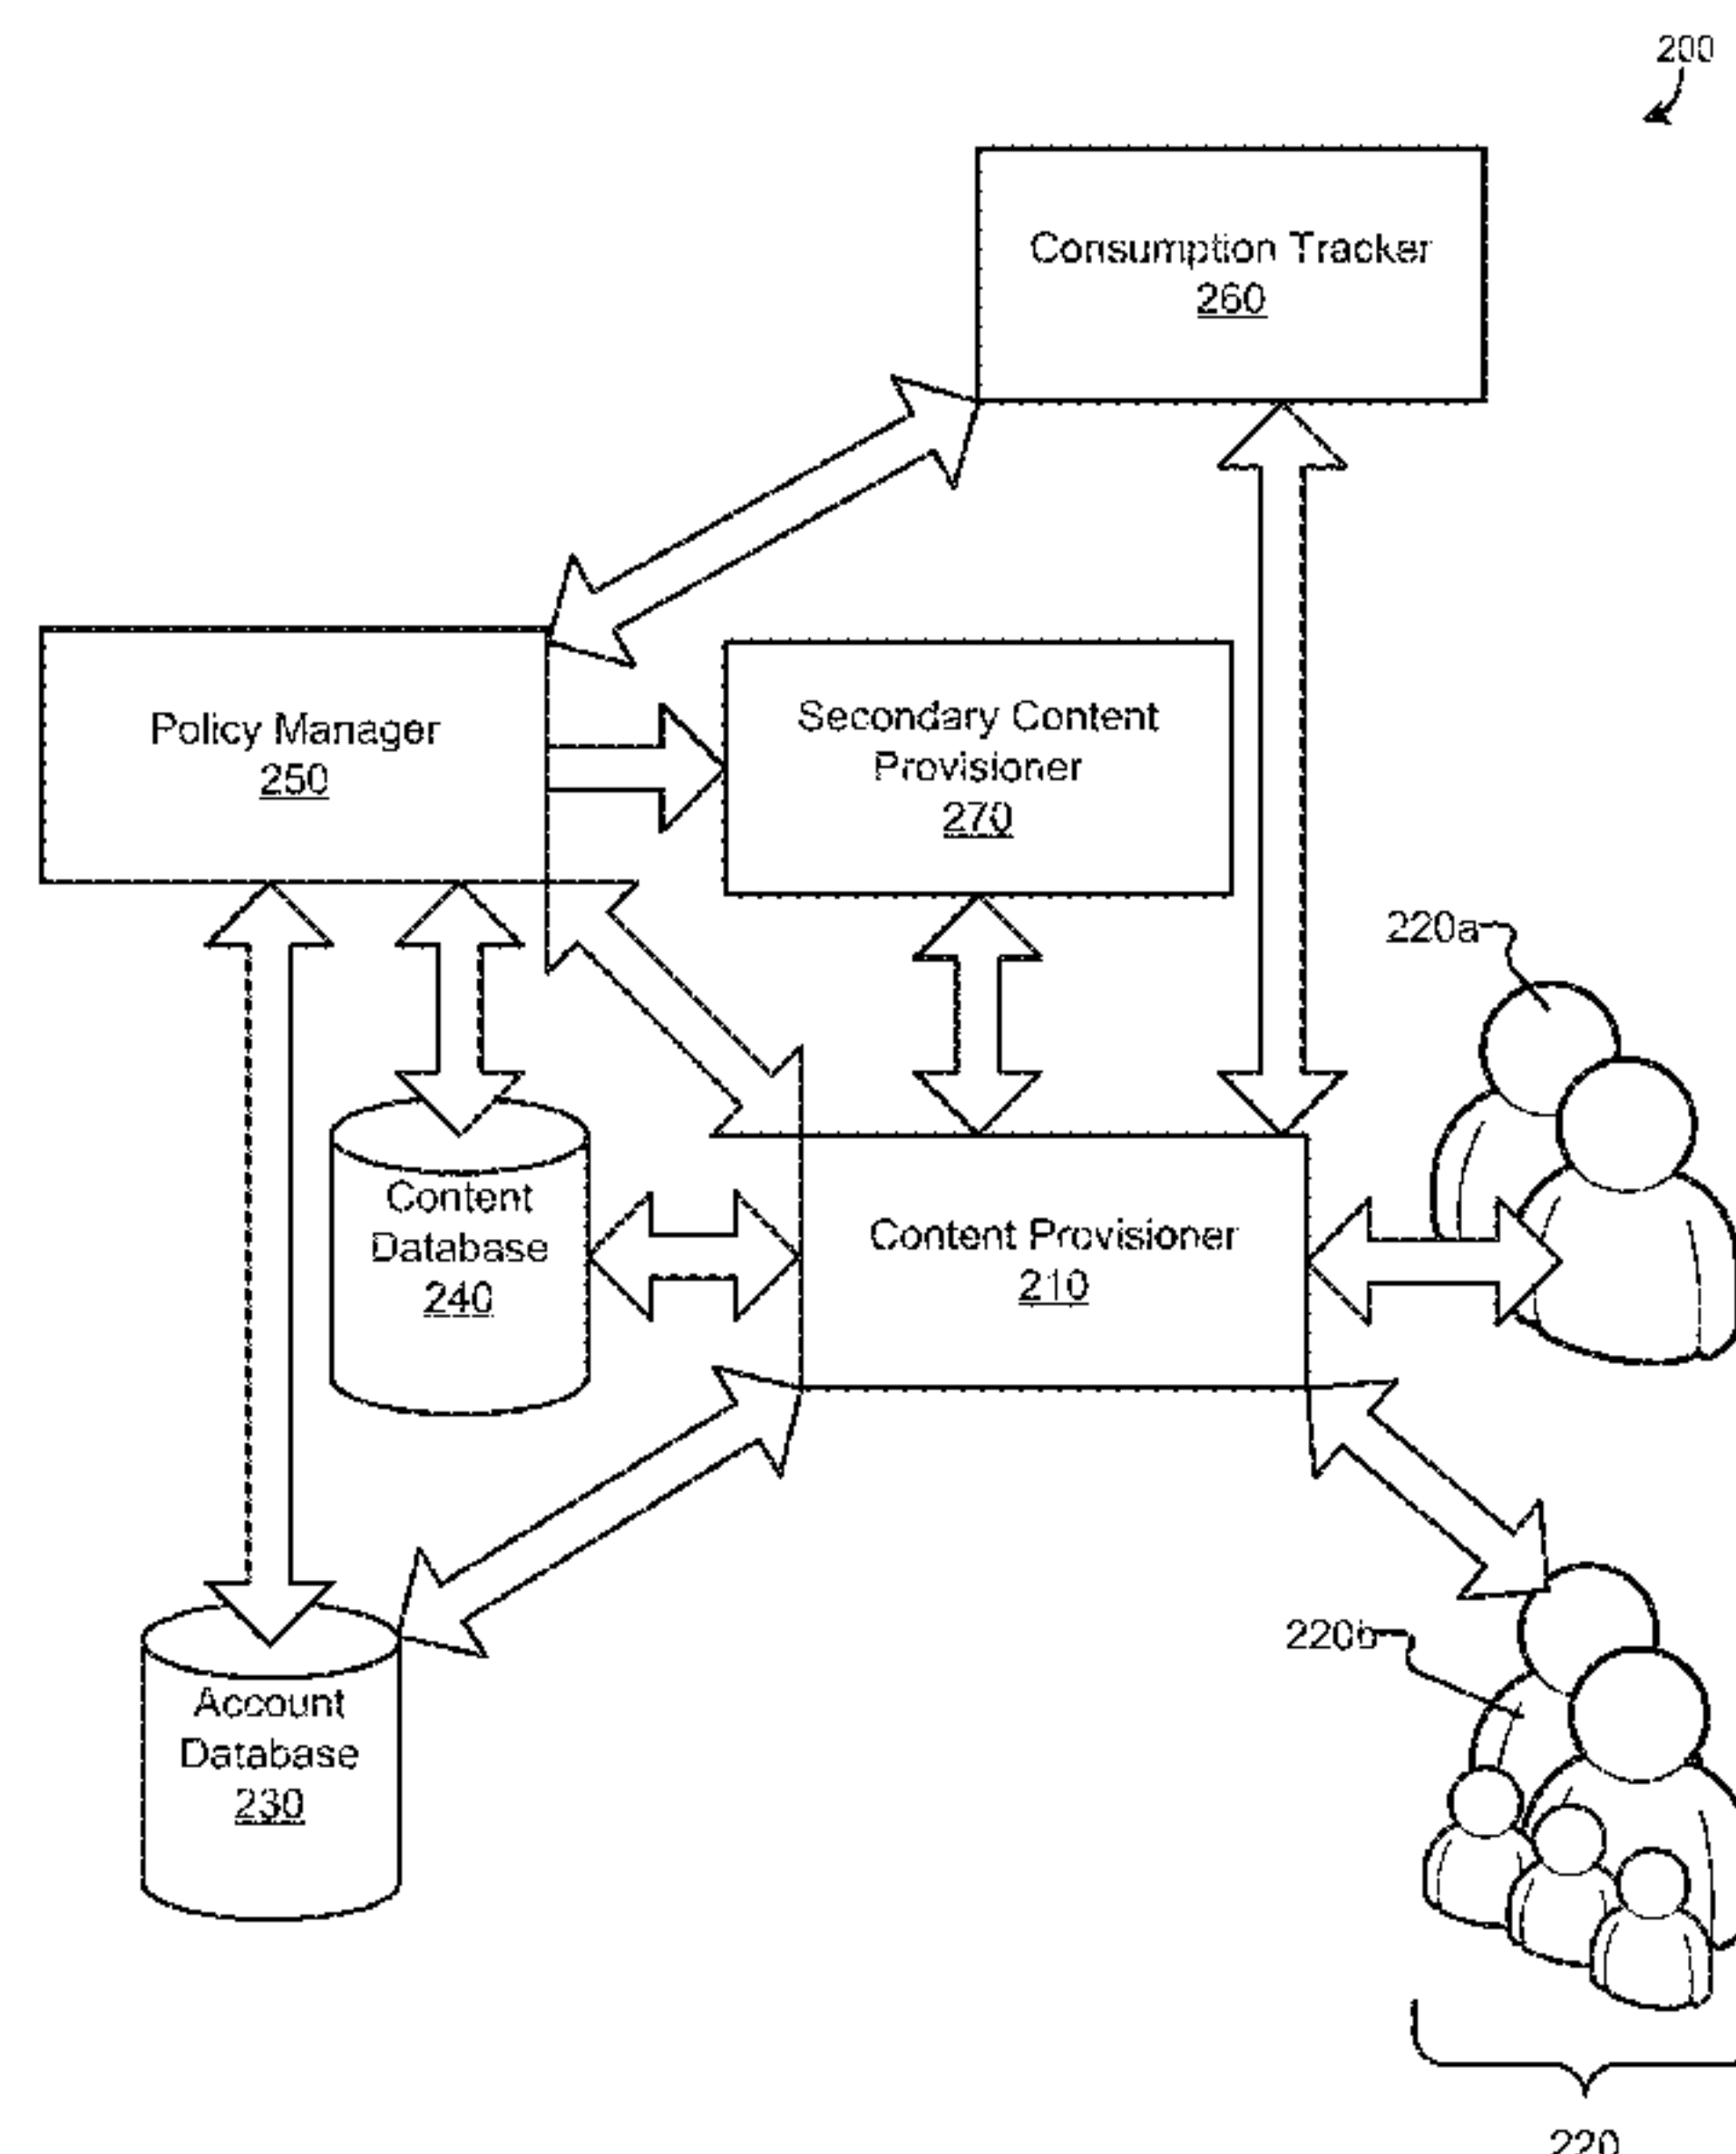 200
Consumption Tracker
260
Policy Manager
250
Secondary Content
Provisioner
270
220a
Content
Database
240
Content Provisioner
210
220b
Account
Database
230
220